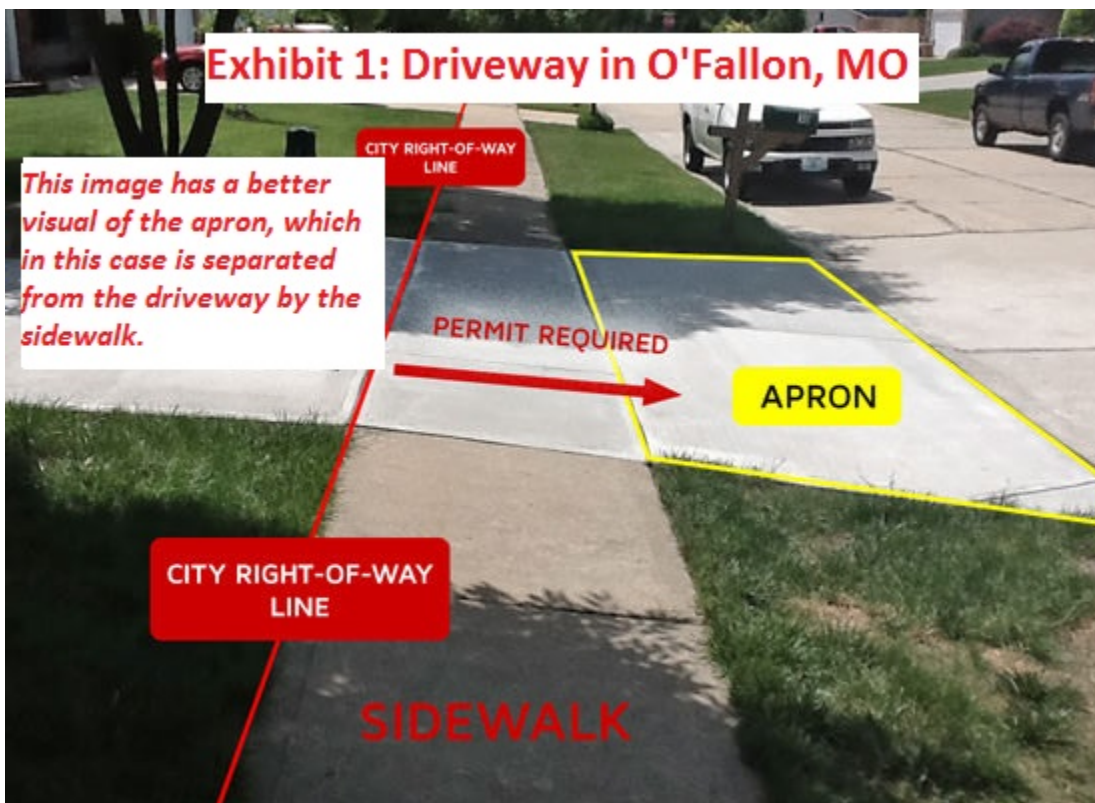 Exhibit 1: Driveway in O'Fallon, MO
CITY RIGHT-OF-WAY
LINE
This image has a better
visual of the apron, which
in this case is separated
from the driveway by the
sidewalk.
PERMIT REQUIRED
APRON
CITY RIGHT-OF-WAY
LINE
SIDEWALK